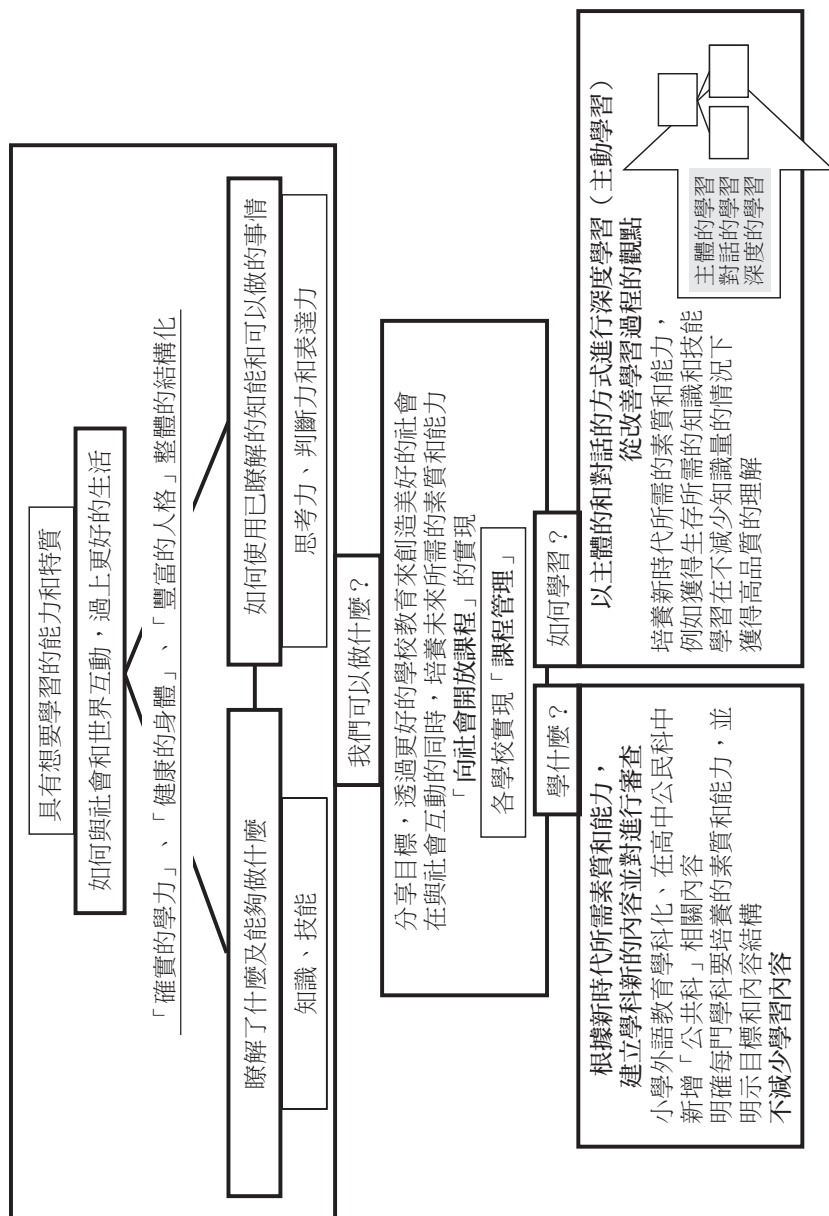 具有想要學習的能力和特質
如何與社會和世界互動，過上更好的生活
「確實的學力」、「健康的身體」、「豐富的人格」整體的結構化
瞭解了什麼及能夠做什麼
知識、技能
如何使用已瞭解的知能和可以做的事情
思考力、判斷力和表達力
我們可以做什麼？
分享目標，透過更好的學校教育來創造美好的社會
在與社會互動的同時，培養未來所需的素質和能力
「向社會開放課程」的實現
各學校實現「課程管理」
學什麼？
根據新時代所需素質和能力，
建立學科新的內容並對進行審查
小學外語教育學科化、在高中公民科中
新增「公共科」相關內容
明確每門學科要培養的素質和能力，並
明示目標和內容結構
不減少學習內容
如何學習？
以主體的和對話的方式進行深度學習（主動學習）
從改善學習過程的觀點
培養新時代所需的素質和能力，
例如獲得生存所需的知識和技能
學習在不減少知識量的情況下
獲得高品質的理解
主體的學習
對話的學習
深度的學習